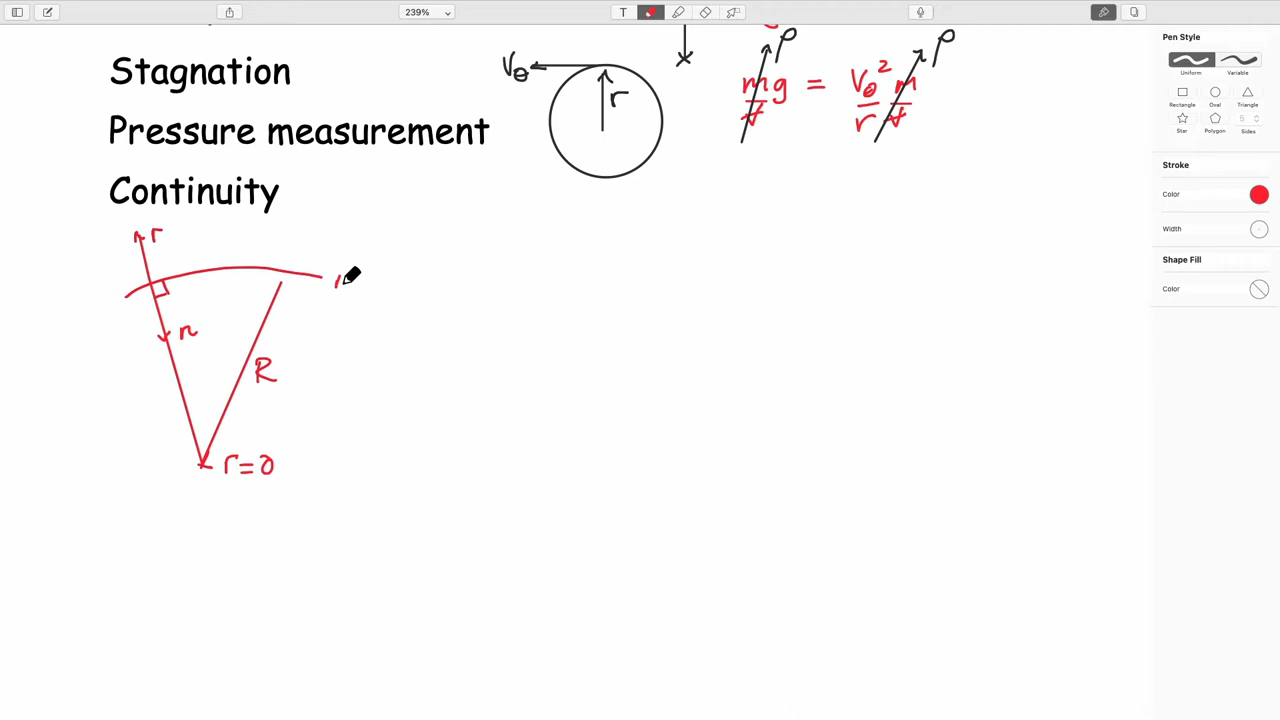 239%
T
Pen Style
Uniform Variable
Rectangle Oval Triangle
Star Polygon 5 Sides
Stroke
Color
Width
Shape Fill
Color
Stagnation
Pressure measurement
Continuity
Vθ
r
ρ ρ
m/V g = Vθ²/r m/V
r
n
R
r=0